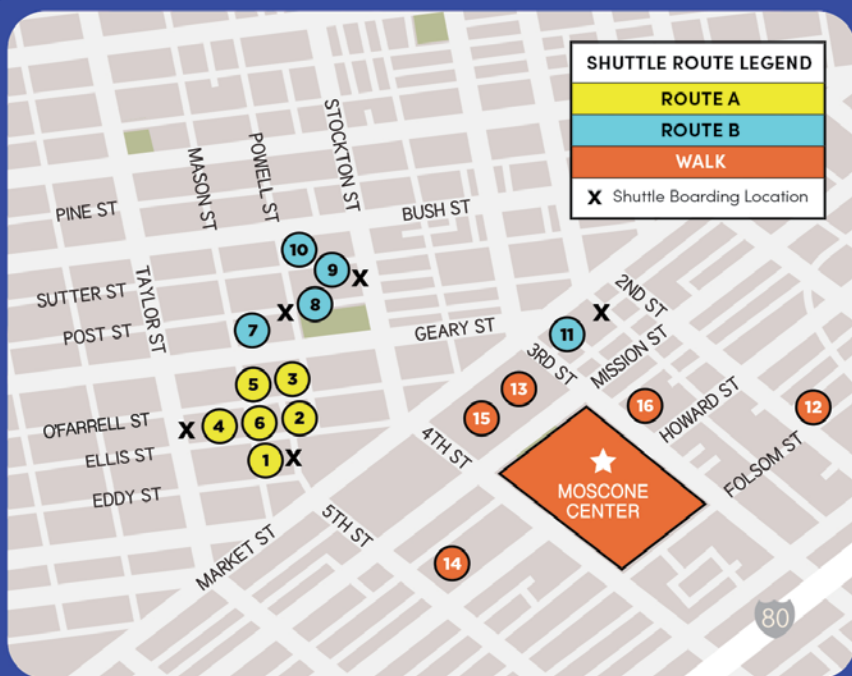 SHUTTLE ROUTE LEGEND
ROUTE A
ROUTE B
WALK
X Shuttle Boarding Location
STOCKTON ST
POWELL ST
MASON ST
PINE ST
BUSH ST
10
9
X
TAYLOR ST
SUTTER ST
8
X
7
POST ST
GEARY ST
2ND ST
X
11
3RD ST
MISSION ST
5
3
13
16
HOWARD ST
12
O'FARRELL ST
X
4
6
2
15
4TH ST
ELLIS ST
1
X
FOLSOM ST
EDDY ST
MOSCONE
CENTER
MARKET ST
5TH ST
14
80